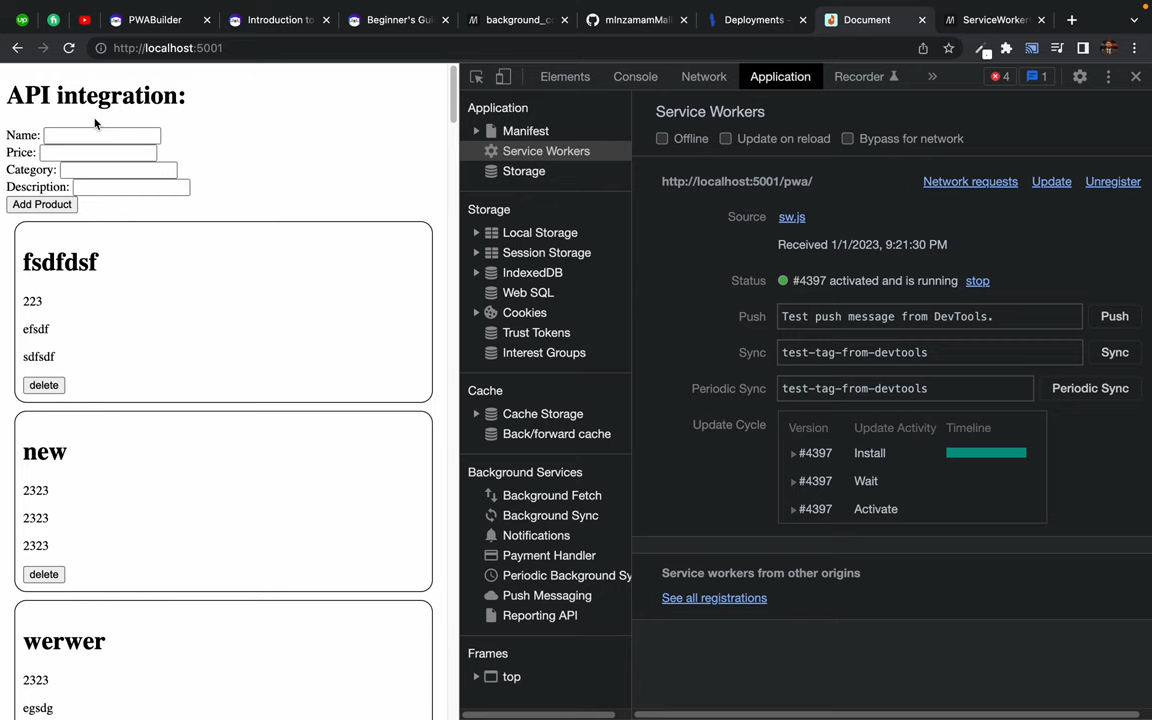 PWABuilder
Introduction to
Beginner's Gui
background_co
mInzamamMal
Deployments –
Document
ServiceWorker
http://localhost:5001
API integration:
Name:
Price:
Category:
Description:
Add Product
fsdfdsf
223
efsdf
sdfsdf
delete
new
2323
2323
2323
delete
werwer
2323
egsdg
Elements
Console
Network
Application
Recorder
4
1
Application
Manifest
Service Workers
Storage
Storage
Local Storage
Session Storage
IndexedDB
Web SQL
Cookies
Trust Tokens
Interest Groups
Cache
Cache Storage
Back/forward cache
Background Services
Background Fetch
Background Sync
Notifications
Payment Handler
Periodic Background Sy
Push Messaging
Reporting API
Frames
top
Service Workers
Offline
Update on reload
Bypass for network
http://localhost:5001/pwa/
Network requests
Update
Unregister
Source
sw.js
Received 1/1/2023, 9:21:30 PM
Status
#4397 activated and is running
stop
Push
Test push message from DevTools.
Push
Sync
test-tag-from-devtools
Sync
Periodic Sync
test-tag-from-devtools
Periodic Sync
Update Cycle
Version
Update Activity
Timeline
#4397
Install
#4397
Wait
#4397
Activate
Service workers from other origins
See all registrations